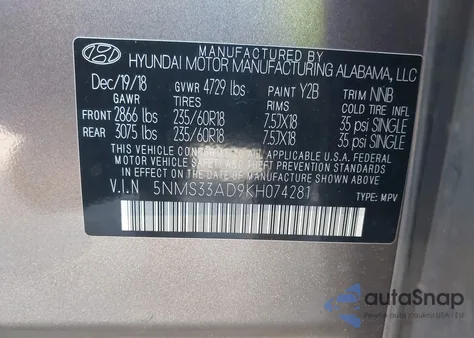 MANUFACTURED BY
HYUNDAI MOTOR MANUFACTURING ALABAMA, LLC
Dec/19/18 GVWR 4729 lbs PAINT Y2B TRIM NNB
GAWR TIRES RIMS COLD TIRE INFL
FRONT 2866 lbs 235/60R18 7.5JX18 35 psi SINGLE
REAR 3075 lbs 235/60R18 7.5JX18 35 psi SINGLE
THIS VEHICLE CONFORMS TO ALL APPLICABLE U.S. FEDERAL
MOTOR VEHICLE SAFETY, BUMPER, AND THEFT PREVENTION STANDARDS
IN EFFECT ON THE DATE OF MANUFACTURE SHOWN ABOVE.
V.I.N 5NMS33AD9KH074281
TYPE: MPV
autoSnap